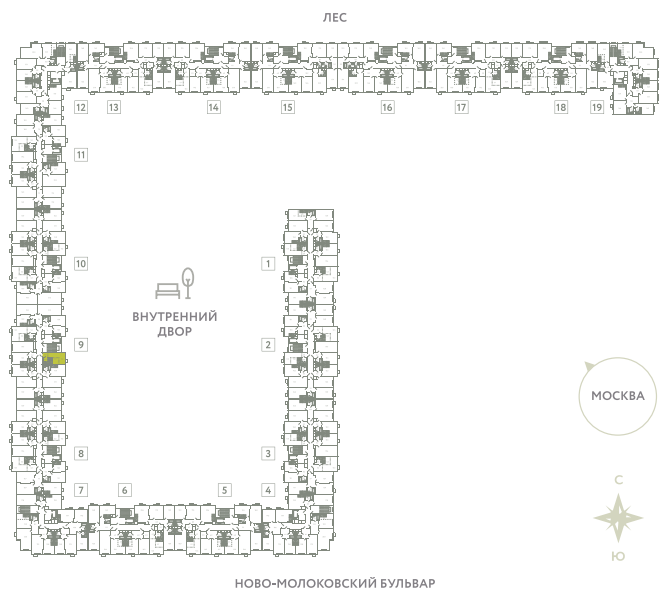 ЛЕС
12 13 14 15 16 17 18 19
11
10 1
ВНУТРЕННИЙ
ДВОР
9 2
МОСКВА
8 3
7 6 5 4
С
Ю
НОВО-МОЛОКОВСКИЙ БУЛЬВАР